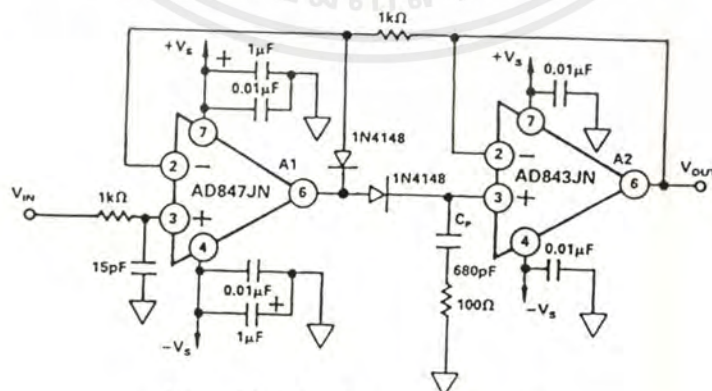 1kΩ
+Vs
+
1μF
0.01μF
+Vs
0.01μF
7
7
1N4148
2
−
A1
1N4148
2
−
A2
VOUT
AD847JN
6
AD843JN
6
VIN
1kΩ
3
+
3
+
4
CP
4
15pF
0.01μF
680pF
0.01μF
+
1μF
100Ω
−Vs
−Vs